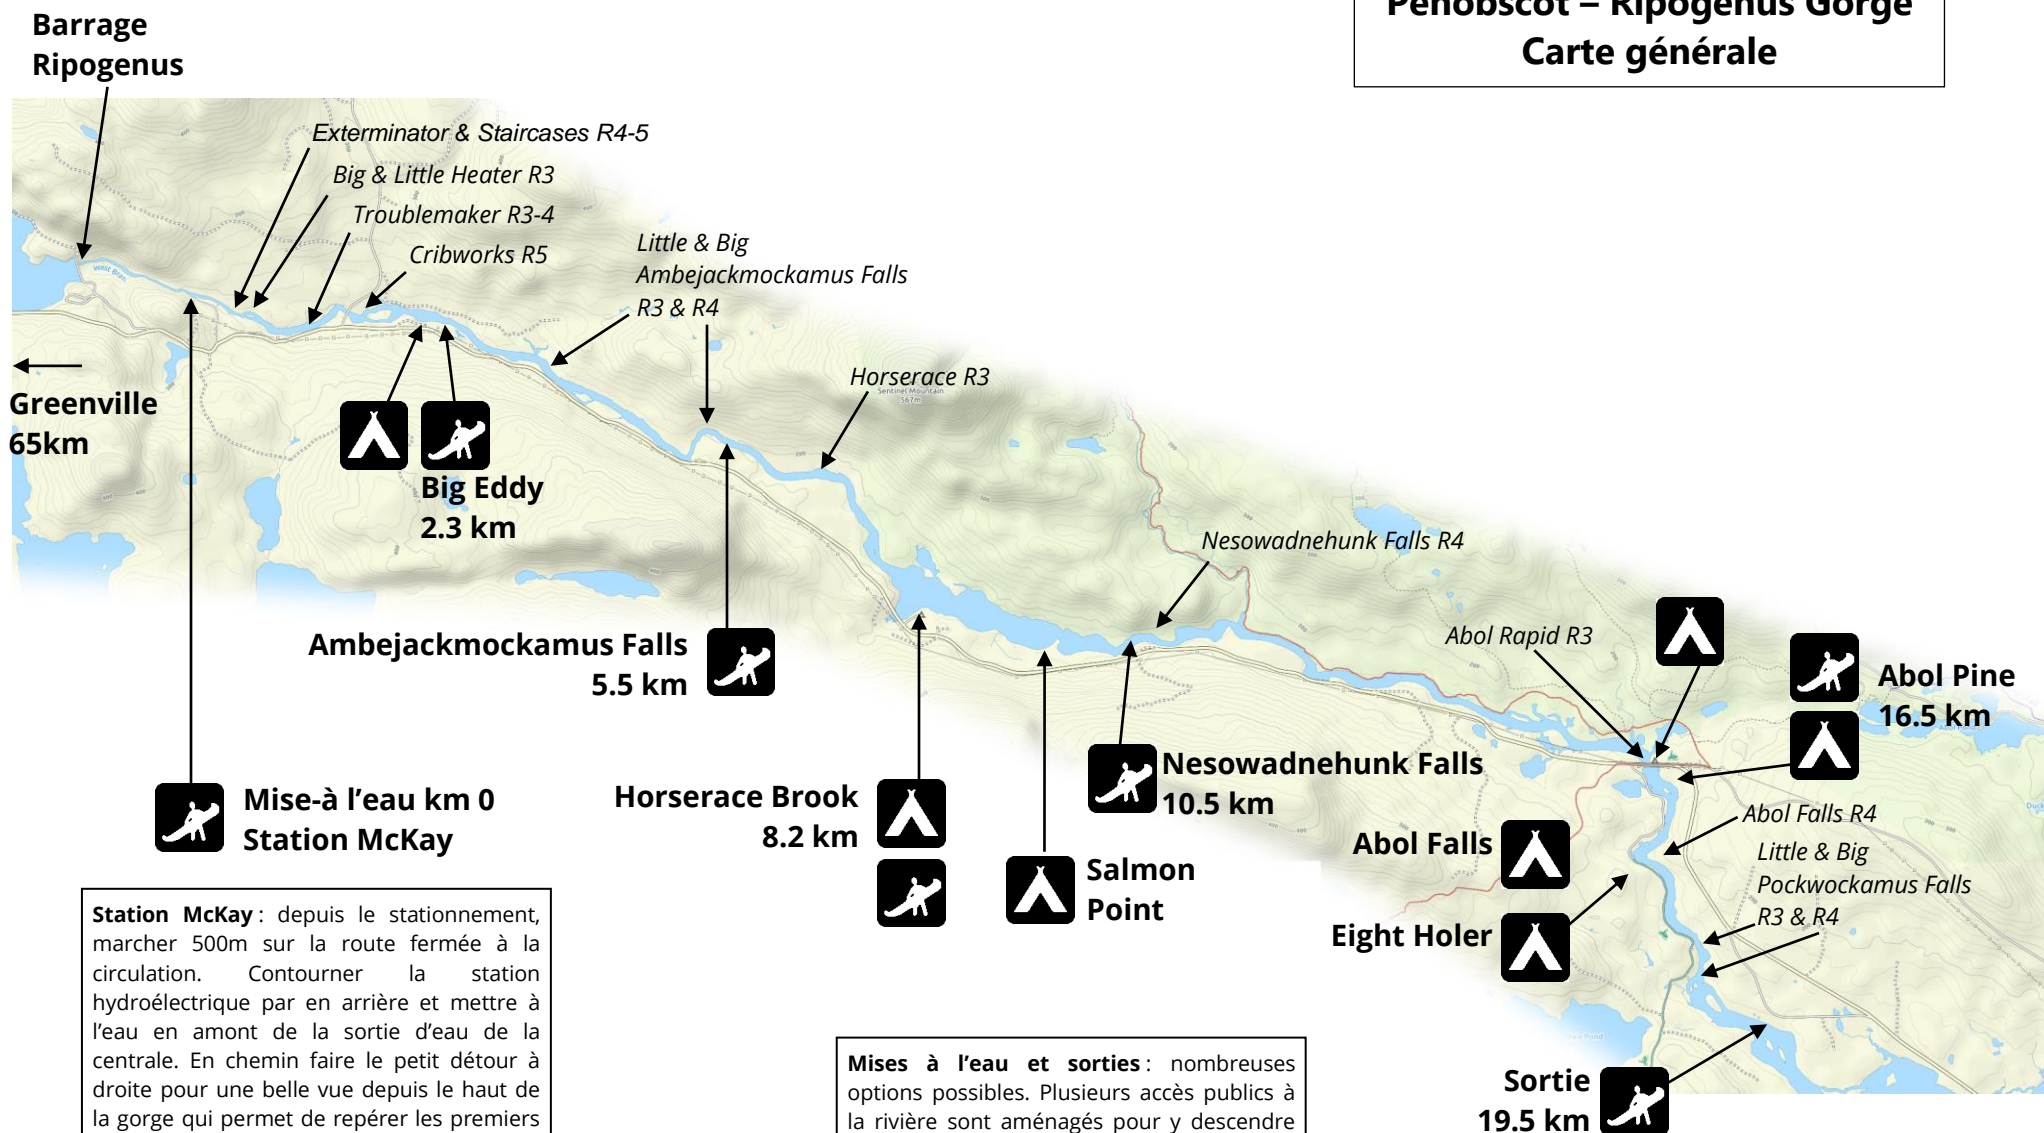 Penobscot – Ripogenus Gorge
Carte générale
Barrage
Ripogenus
Exterminator & Staircases R4-5
Big & Little Heater R3
Troublemaker R3-4
Cribworks R5
Little & Big
Ambejackmockamus Falls
R3 & R4
Horserace R3
Sentinel Mountain
567m
Greenville
65km
Big Eddy
2.3 km
Nesowadnehunk Falls R4
Ambejackmockamus Falls
5.5 km
Abol Rapid R3
Abol Pine
16.5 km
Mise-à l’eau km 0
Station McKay
Horserace Brook
8.2 km
Nesowadnehunk Falls
10.5 km
Salmon
Point
Abol Falls
Abol Falls R4
Little & Big
Pockwockamus Falls
R3 & R4
Eight Holer
Sortie
19.5 km
Station McKay : depuis le stationnement,
marcher 500m sur la route fermée à la
circulation. Contourner la station
hydroélectrique par en arrière et mettre à
l’eau en amont de la sortie d’eau de la
centrale. En chemin faire le petit détour à
droite pour une belle vue depuis le haut de
la gorge qui permet de repérer les premiers
Mises à l’eau et sorties : nombreuses
options possibles. Plusieurs accès publics à
la rivière sont aménagés pour y descendre